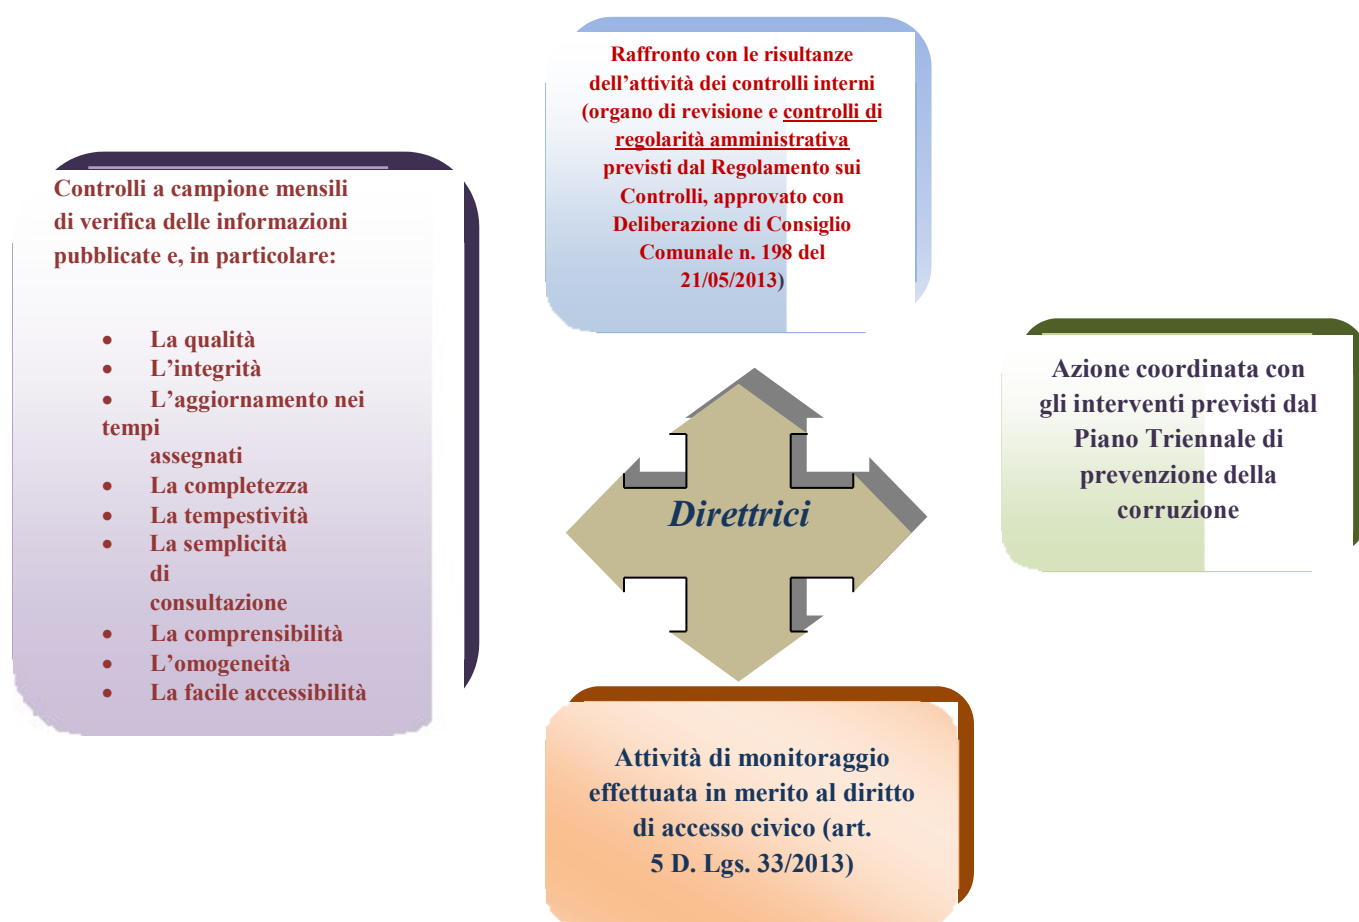 Raffronto con le risultanze
dell’attività dei controlli interni
(organo di revisione e controlli di
regolarità amministrativa
previsti dal Regolamento sui
Controlli, approvato con
Deliberazione di Consiglio
Comunale n. 198 del
21/05/2013)
Controlli a campione mensili
di verifica delle informazioni
pubblicate e, in particolare:
• La qualità
• L’integrità
• L’aggiornamento nei
tempi
assegnati
• La completezza
• La tempestività
• La semplicità
di
consultazione
• La comprensibilità
• L’omogeneità
• La facile accessibilità
Direttrici
Azione coordinata con
gli interventi previsti dal
Piano Triennale di
prevenzione della
corruzione
Attività di monitoraggio
effettuata in merito al diritto
di accesso civico (art.
5 D. Lgs. 33/2013)